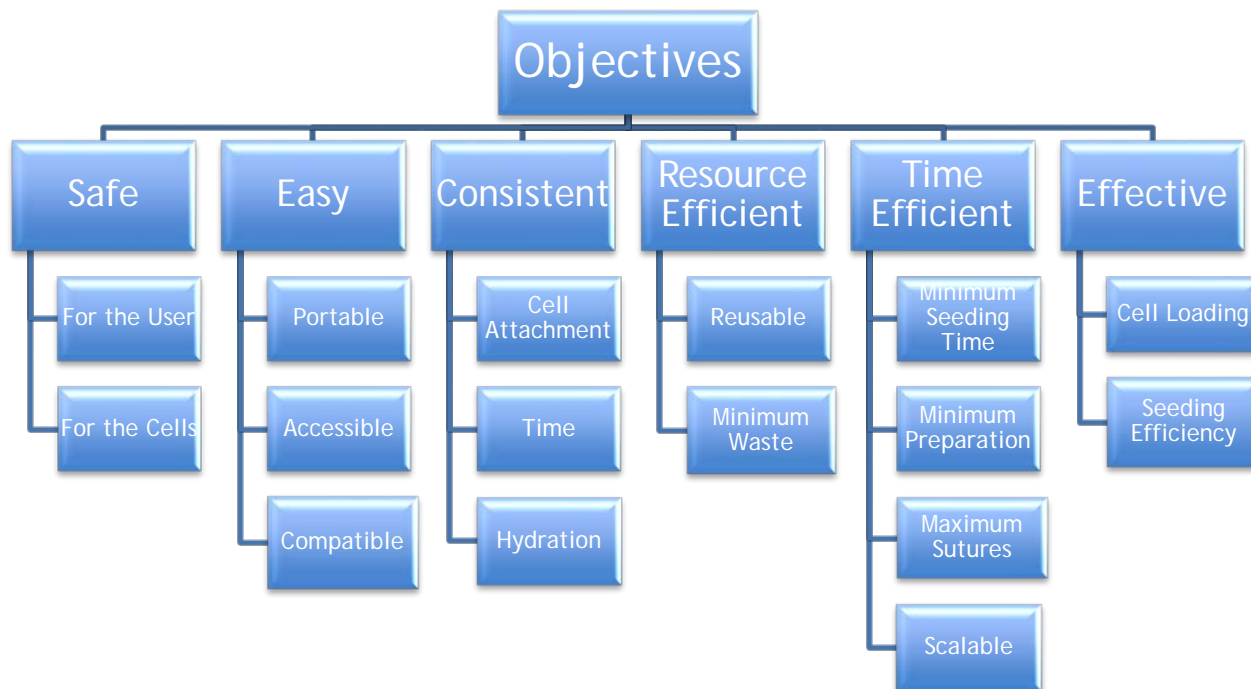 Objectives
Safe
Easy
Consistent
Resource
Efficient
Time
Efficient
Effective
For the User
For the Cells
Portable
Accessible
Compatible
Cell
Attachment
Time
Hydration
Reusable
Minimum
Waste
Minimum
Seeding
Time
Minimum
Preparation
Maximum
Sutures
Scalable
Cell Loading
Seeding
Efficiency